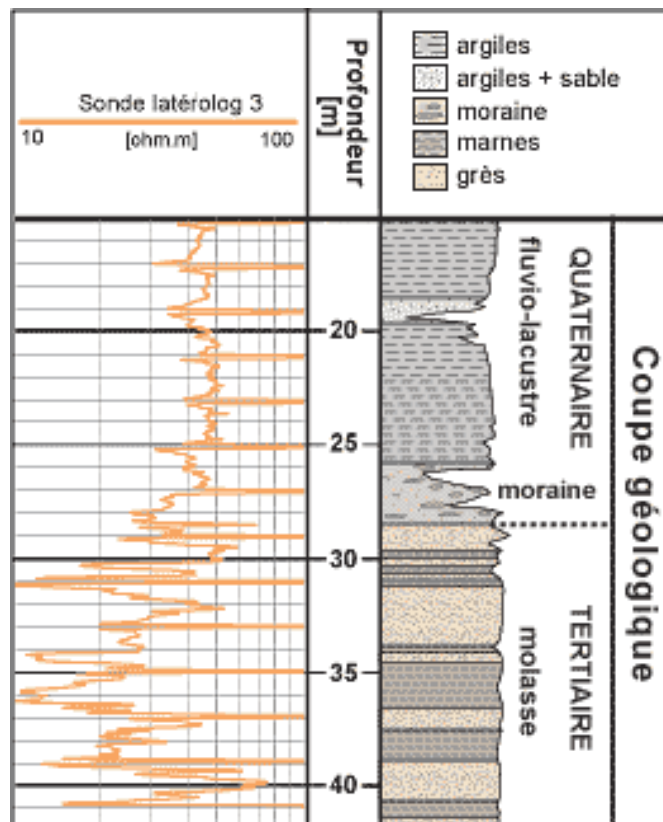 Sonde latérolog 3
10 [ohm.m] 100
Profondeur
[m]
argiles
argiles + sable
moraine
marnes
grès
20
25
30
35
40
fluvio-lacustre
QUATERNAIRE
moraine
molasse
TERTIAIRE
Coupe géologique